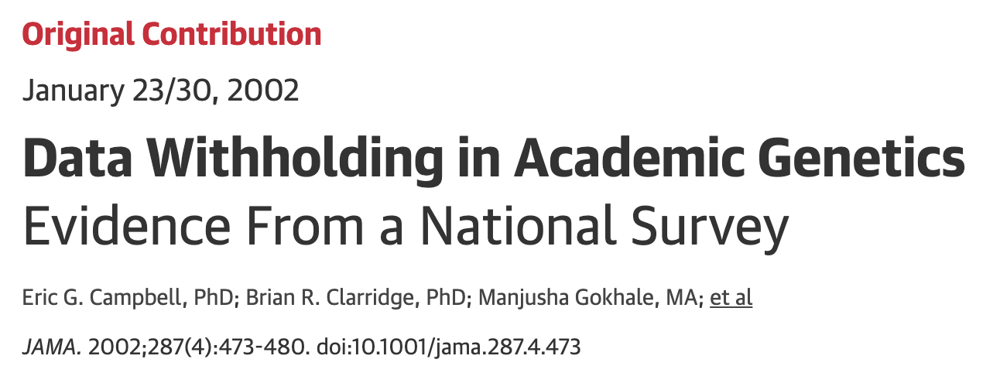 Original Contribution
January 23/30, 2002
Data Withholding in Academic Genetics
Evidence From a National Survey
Eric G. Campbell, PhD; Brian R. Clarridge, PhD; Manjusha Gokhale, MA; et al
JAMA. 2002;287(4):473-480. doi:10.1001/jama.287.4.473